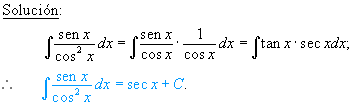 Solución:
∫ sen x / cos² x dx = ∫ sen x / cos x · 1 / cos x dx = ∫ tan x · sec x dx;
∴ ∫ sen x / cos² x dx = sec x + C.